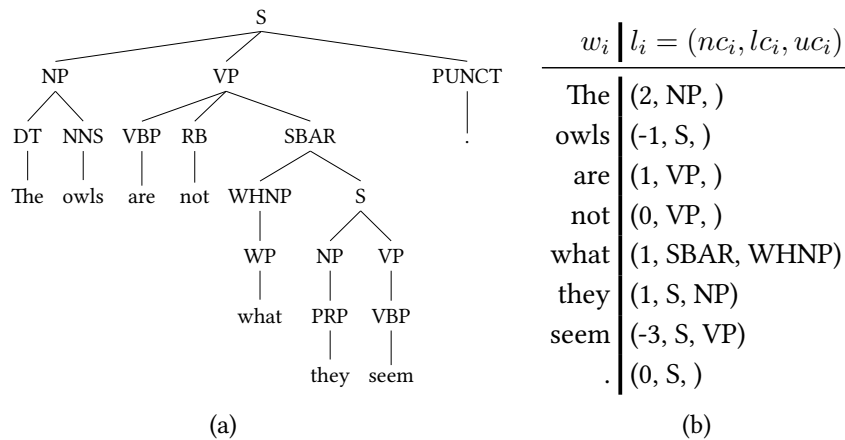 S
NP VP PUNCT
DT NNS VBP RB SBAR .
The owls are not WHNP S
WP NP VP
what PRP VBP
they seem
(a)
w_i l_i = (nc_i, lc_i, uc_i)
The (2, NP, )
owls (-1, S, )
are (1, VP, )
not (0, VP, )
what (1, SBAR, WHNP)
they (1, S, NP)
seem (-3, S, VP)
. (0, S, )
(b)